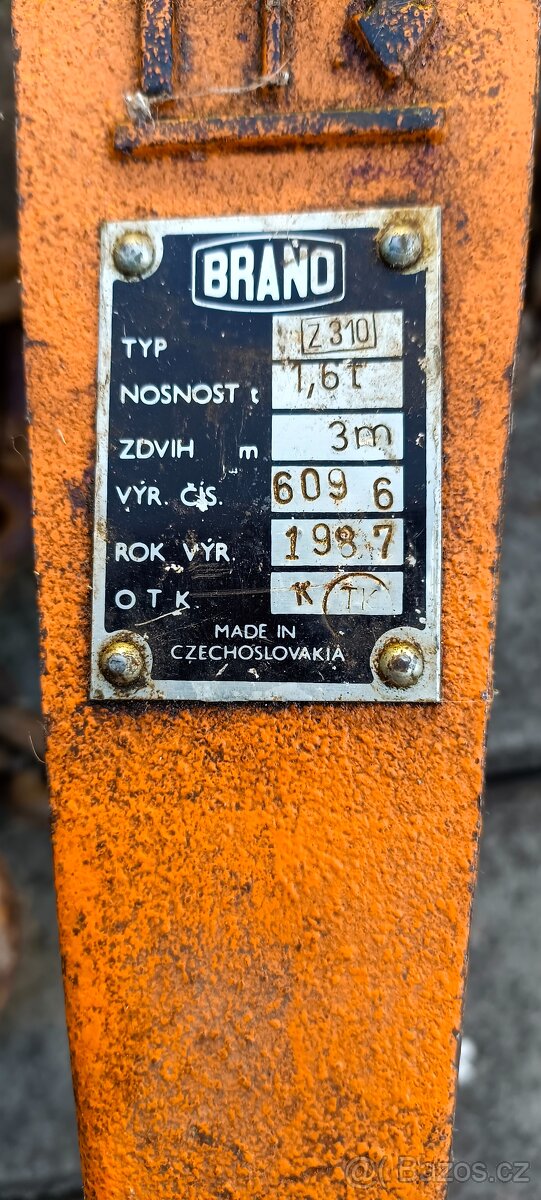 BRANO
TYP Z 310
NOSNOST t 1,6t
ZDVIH m 3m
VÝR. ČÍS. 609 6
ROK VÝR. 1987
O T K K TK
MADE IN
CZECHOSLOVAKIA
Bazos.cz